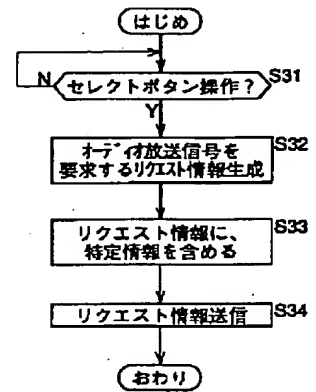 はじめ
N セレクトボタン操作? S31
Y
オーディオ放送信号を S32
要求するリクエスト情報生成
リクエスト情報に、 S33
特定情報を含める
リクエスト情報送信 S34
おわり